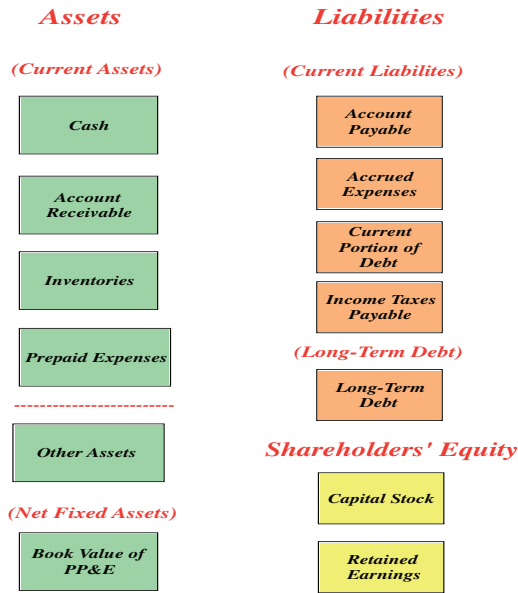 Assets
(Current Assets)
Cash
Account
Receivable
Inventories
Prepaid Expenses
Other Assets
(Net Fixed Assets)
Book Value of
PP&E
Liabilities
(Current Liabilites)
Account
Payable
Accrued
Expenses
Current
Portion of
Debt
Income Taxes
Payable
(Long-Term Debt)
Long-Term
Debt
Shareholders' Equity
Capital Stock
Retained
Earnings